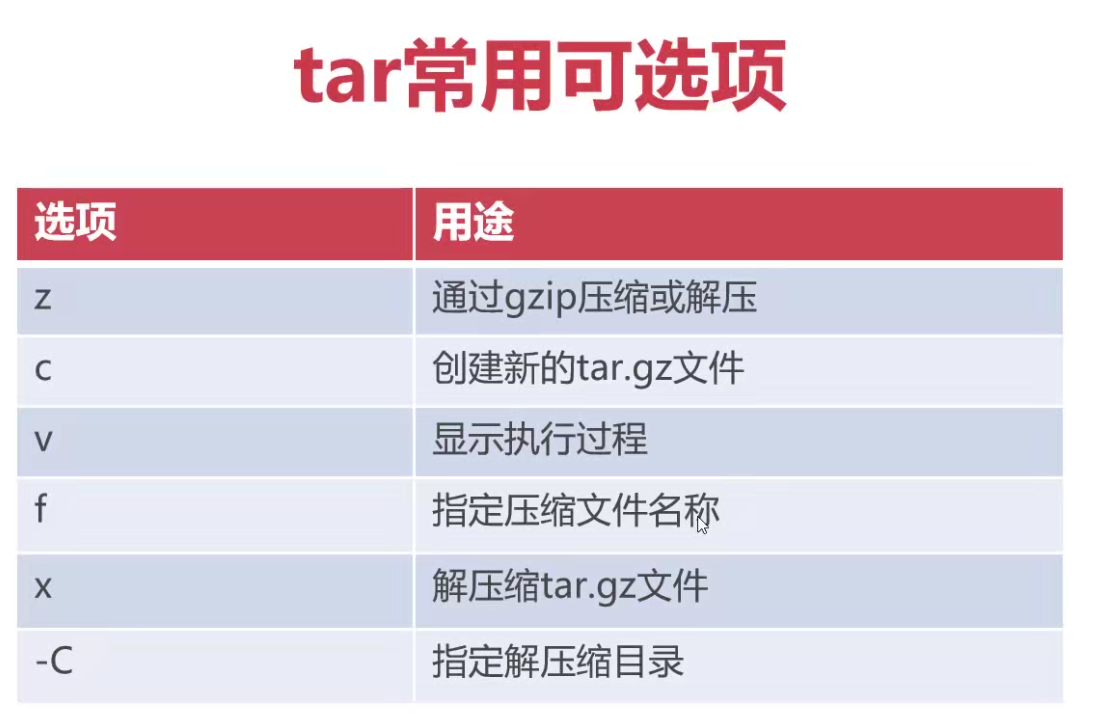 tar常用可选项
选项 用途
z 通过gzip压缩或解压
c 创建新的tar.gz文件
v 显示执行过程
f 指定压缩文件名称
x 解压缩tar.gz文件
-C 指定解压缩目录